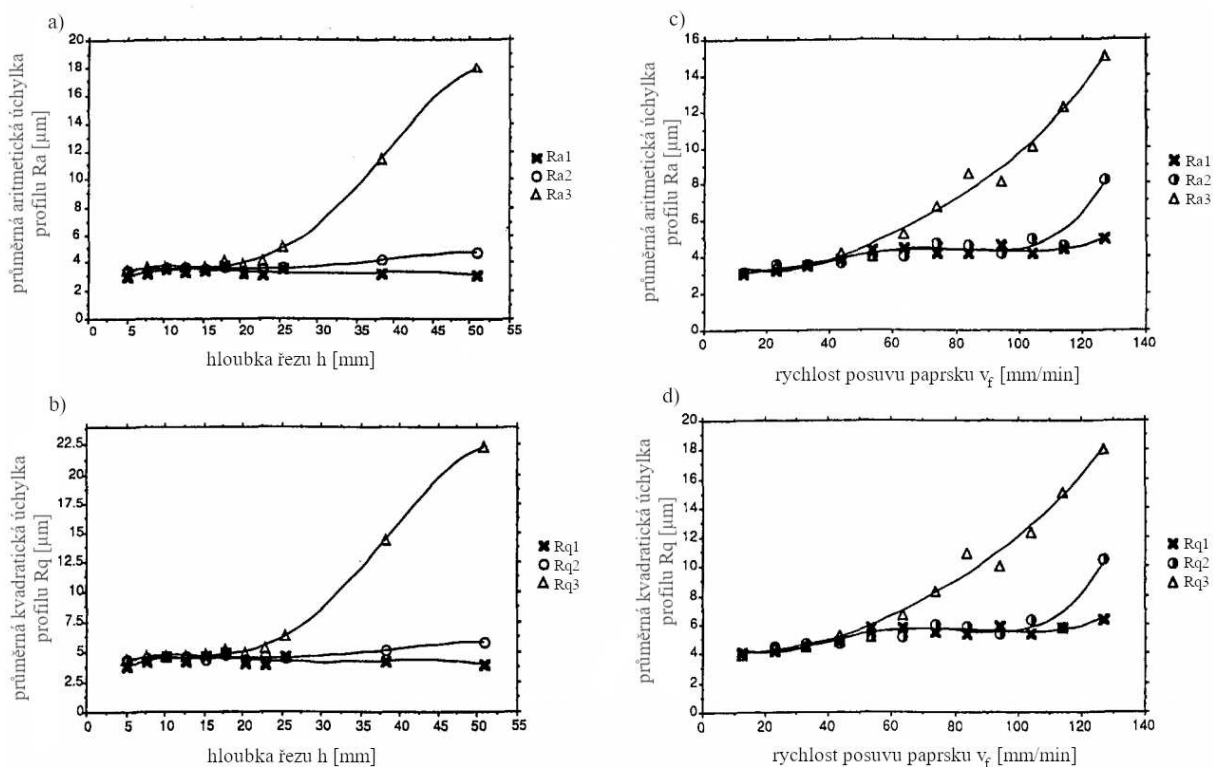 a)
průměrná aritmetická úchylka
profilu Ra [µm]
20
18
16
14
12
10
8
6
4
2
0
0 5 10 15 20 25 30 35 40 45 50 55
hloubka řezu h [mm]
Ra1
Ra2
Ra3
c)
průměrná aritmetická úchylka
profilu Ra [µm]
16
14
12
10
8
6
4
2
0
0 20 40 60 80 100 120 140
rychlost posuvu paprsku vf [mm/min]
Ra1
Ra2
Ra3
b)
průměrná kvadratická úchylka
profilu Rq [µm]
22.5
20
17.5
15
12.5
10
7.5
5
2.5
0
0 5 10 15 20 25 30 35 40 45 50 55
hloubka řezu h [mm]
Rq1
Rq2
Rq3
d)
průměrná kvadratická úchylka
profilu Rq [µm]
20
18
16
14
12
10
8
6
4
2
0
0 20 40 60 80 100 120 140
rychlost posuvu paprsku vf [mm/min]
Rq1
Rq2
Rq3